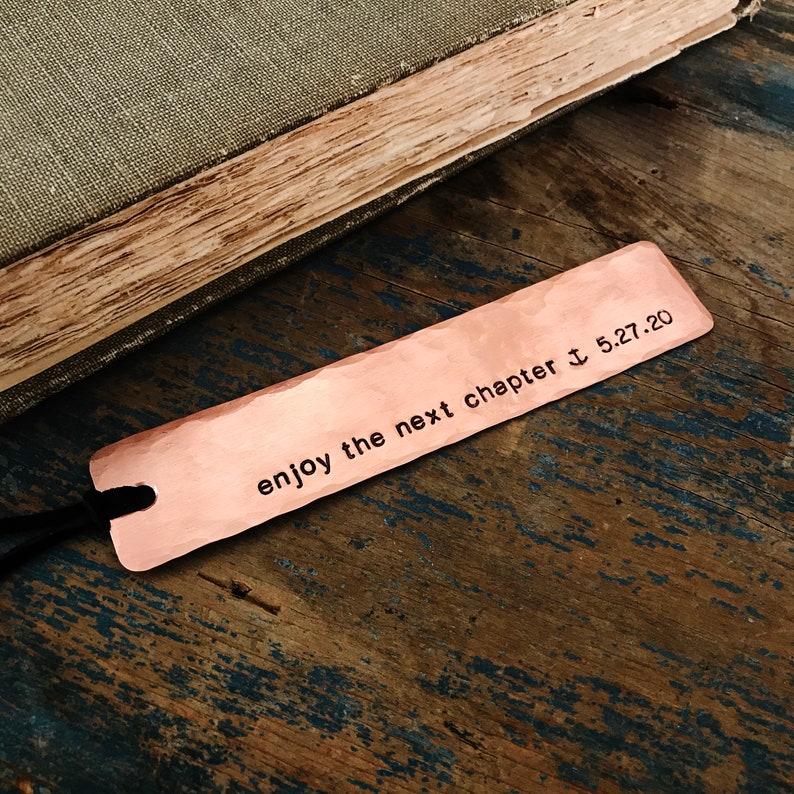 enjoy the next chapter ⚓ 5.27.20